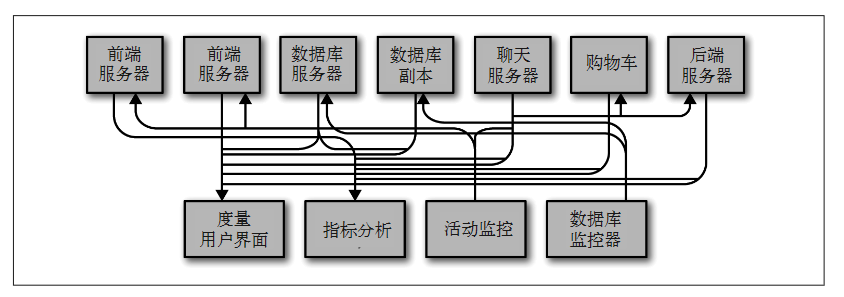 前端
服务器
前端
服务器
数据库
服务器
数据库
副本
聊天
服务器
购物车
后端
服务器
度量
用户界面
指标分析
活动监控
数据库
监控器